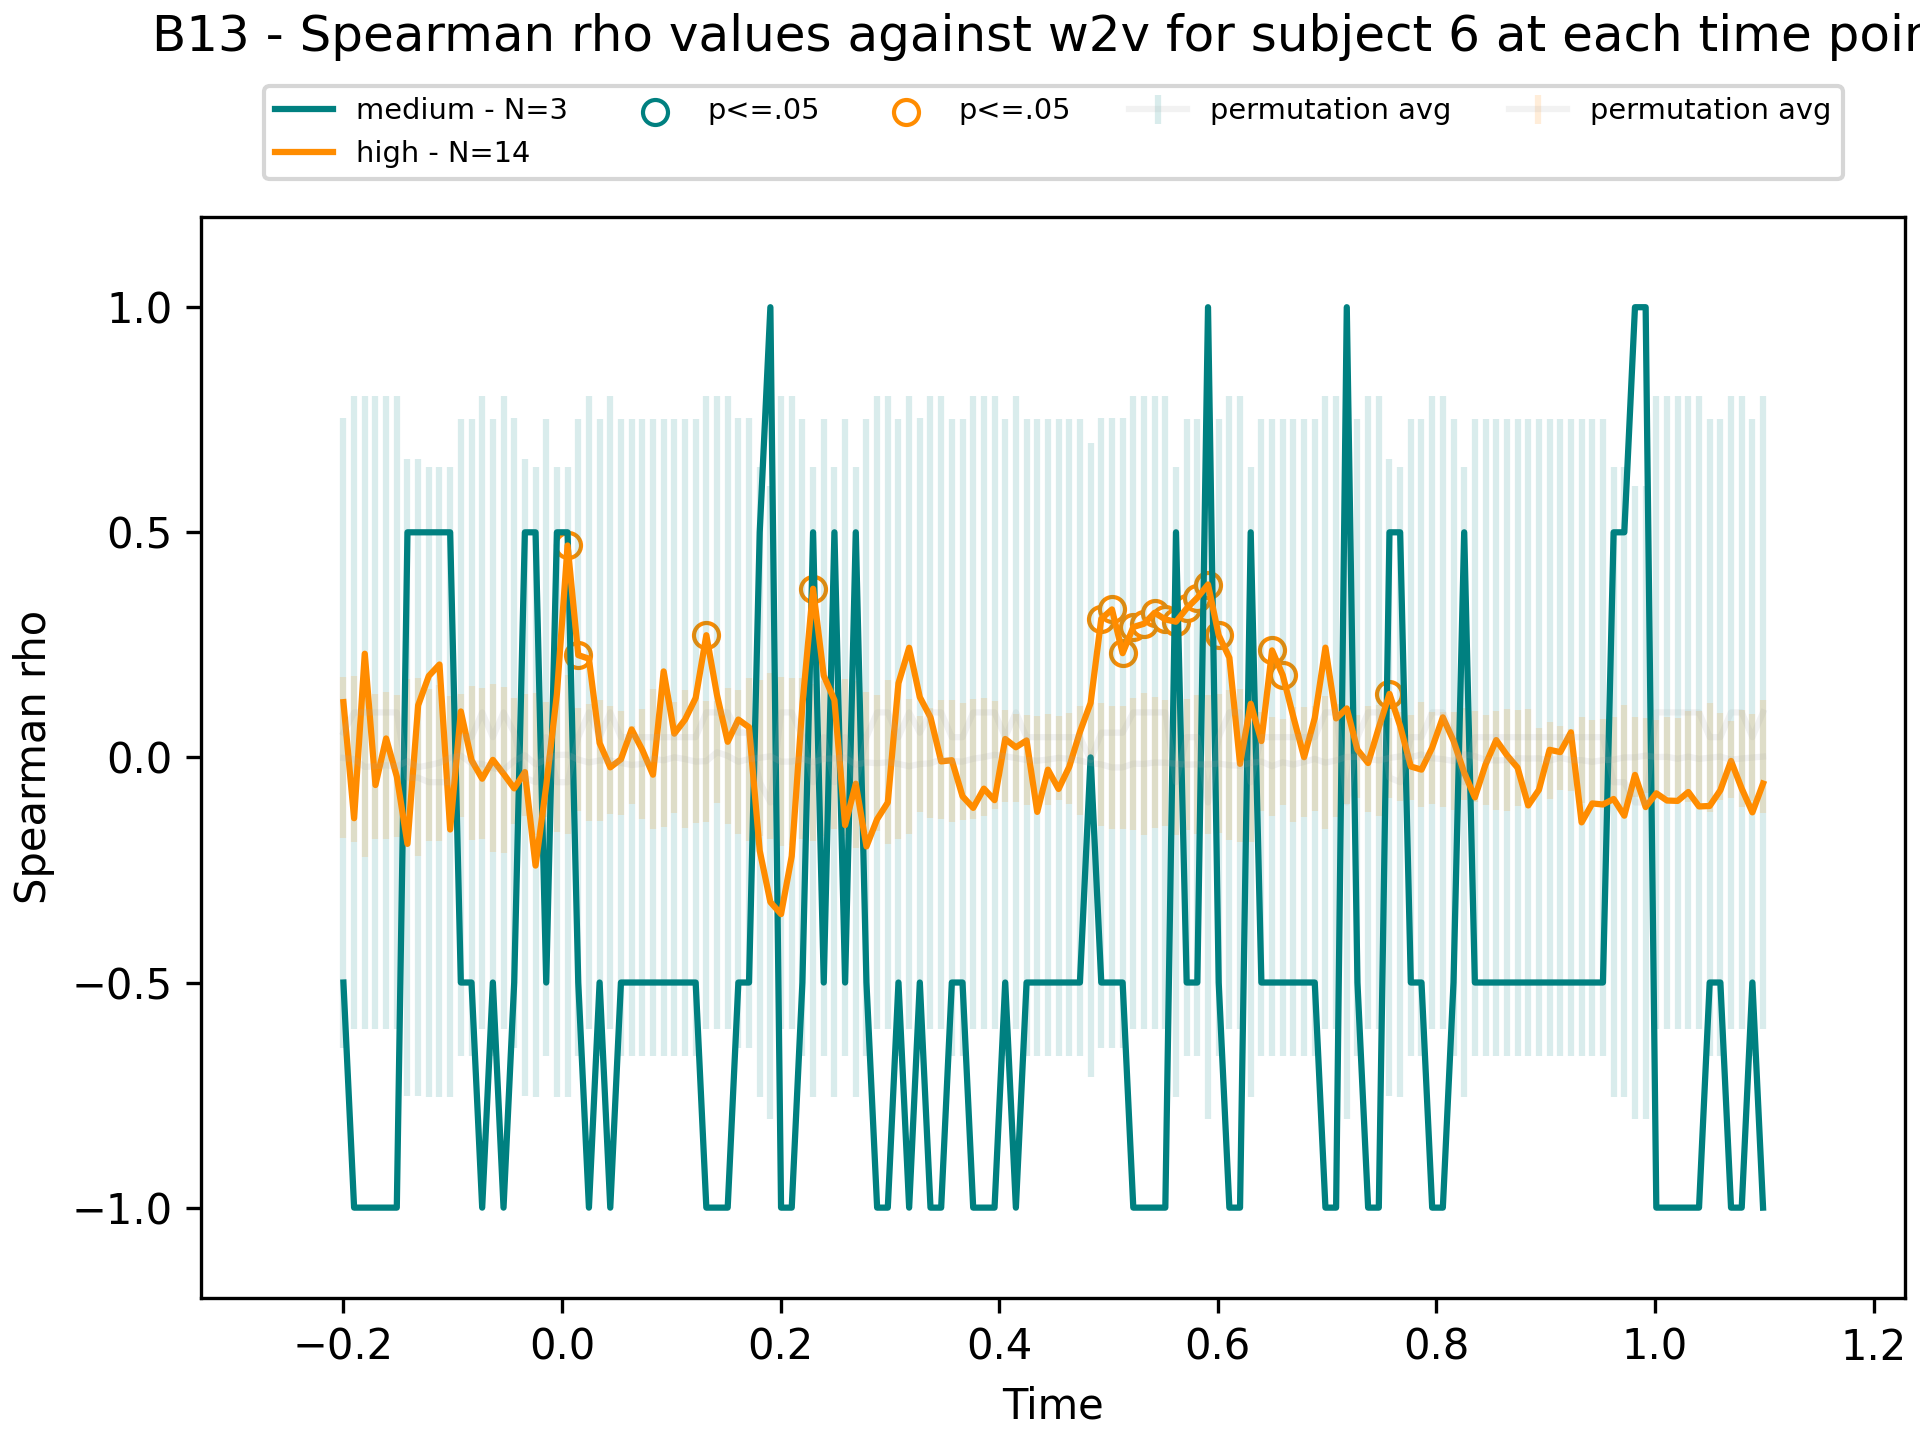 B13 - Spearman rho values against w2v for subject 6 at each time poin
medium - N=3
high - N=14
p<=.05
p<=.05
permutation avg
permutation avg
1.0
0.5
0.0
−0.5
−1.0
Spearman rho
−0.2 0.0 0.2 0.4 0.6 0.8 1.0 1.2
Time